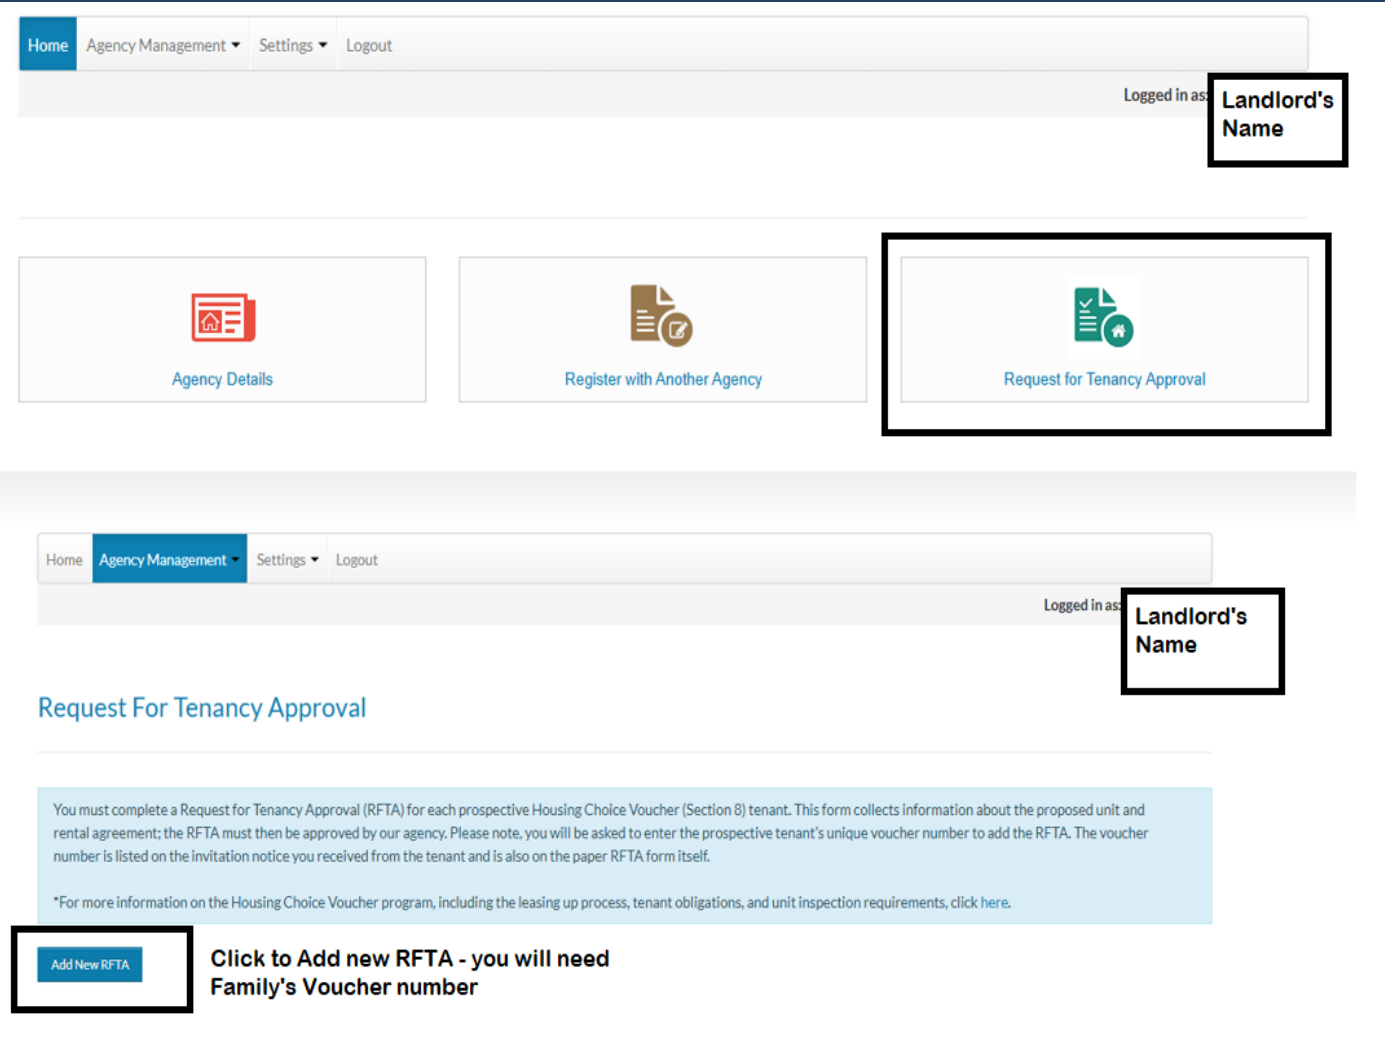 Home Agency Management Settings Logout
Logged in as:
Landlord's
Name
Agency Details
Register with Another Agency
Request for Tenancy Approval
Home Agency Management Settings Logout
Logged in as:
Landlord's
Name
Request For Tenancy Approval
You must complete a Request for Tenancy Approval (RFTA) for each prospective Housing Choice Voucher (Section 8) tenant. This form collects information about the proposed unit and
rental agreement; the RFTA must then be approved by our agency. Please note, you will be asked to enter the prospective tenant's unique voucher number to add the RFTA. The voucher
number is listed on the invitation notice you received from the tenant and is also on the paper RFTA form itself.
*For more information on the Housing Choice Voucher program, including the leasing up process, tenant obligations, and unit inspection requirements, click here.
Add New RFTA
Click to Add new RFTA - you will need
Family's Voucher number